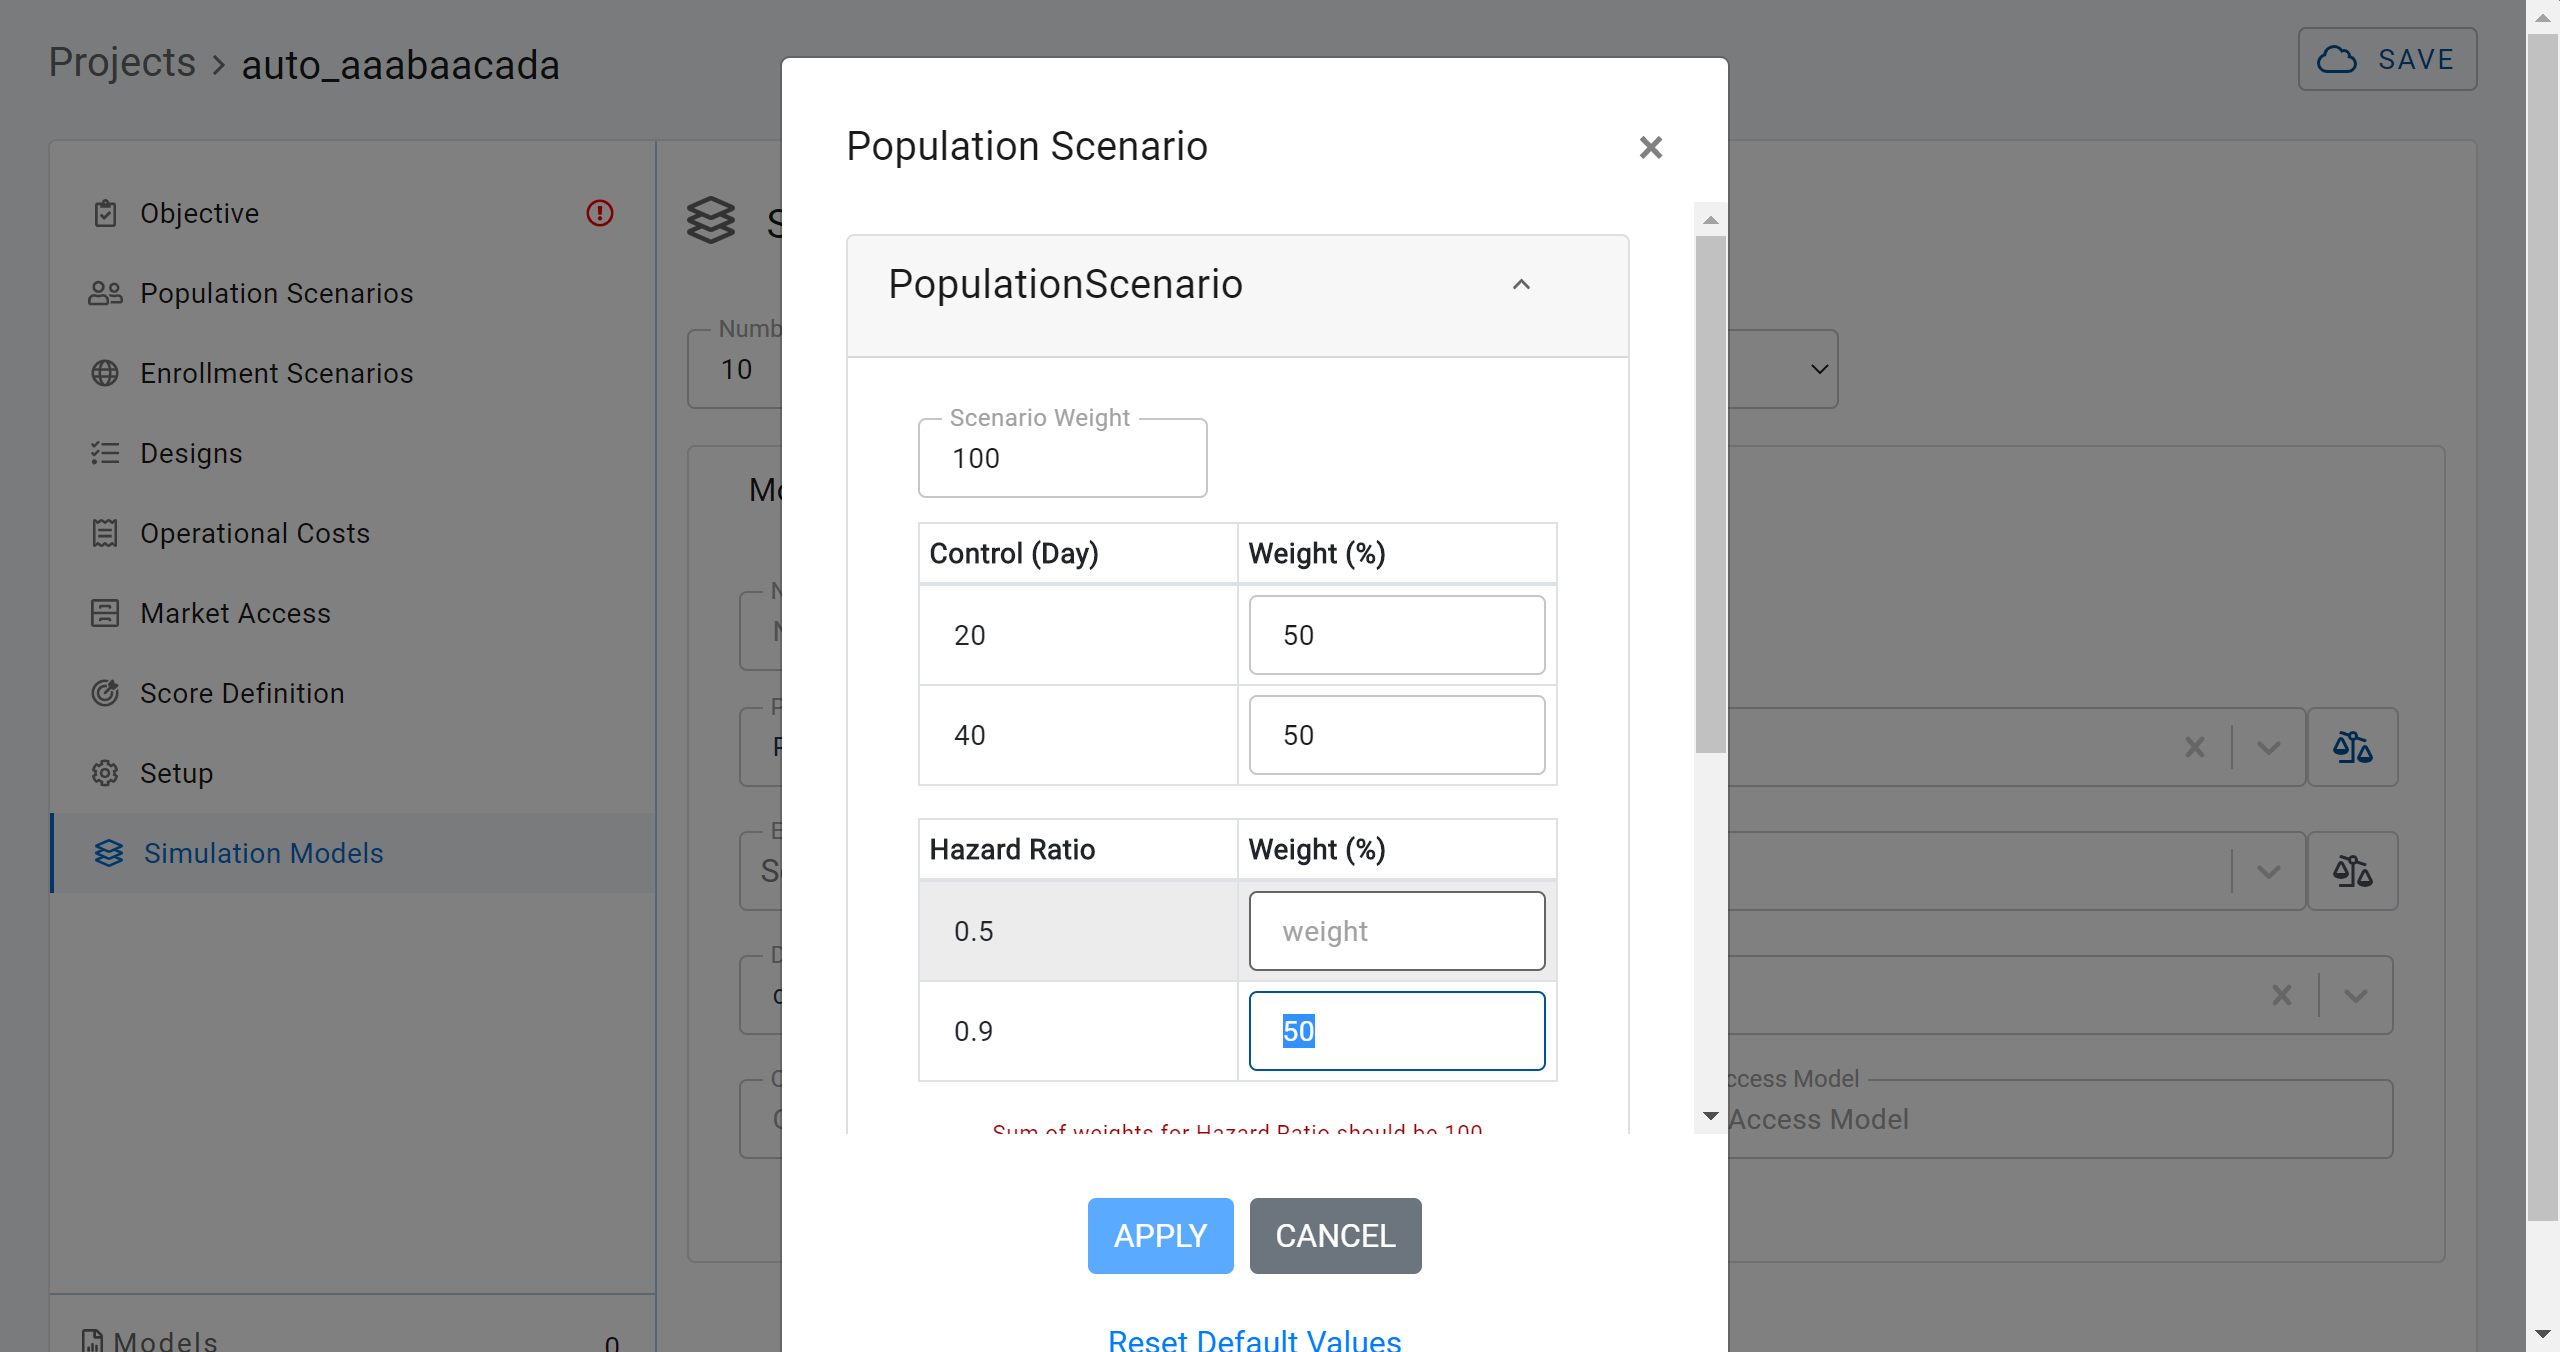 Projects > auto_aaabaacada
SAVE
Objective
Population Scenarios
Enrollment Scenarios
Designs
Operational Costs
Market Access
Score Definition
Setup
Simulation Models
Models
0
Numb
10
Population Scenario
PopulationScenario
Scenario Weight
100
Control (Day) Weight (%)
20 50
40 50
Hazard Ratio Weight (%)
0.5 weight
0.9 50
Sum of weights for Hazard Ratio should be 100
APPLY CANCEL
Reset Default Values
ccess Model
Access Model